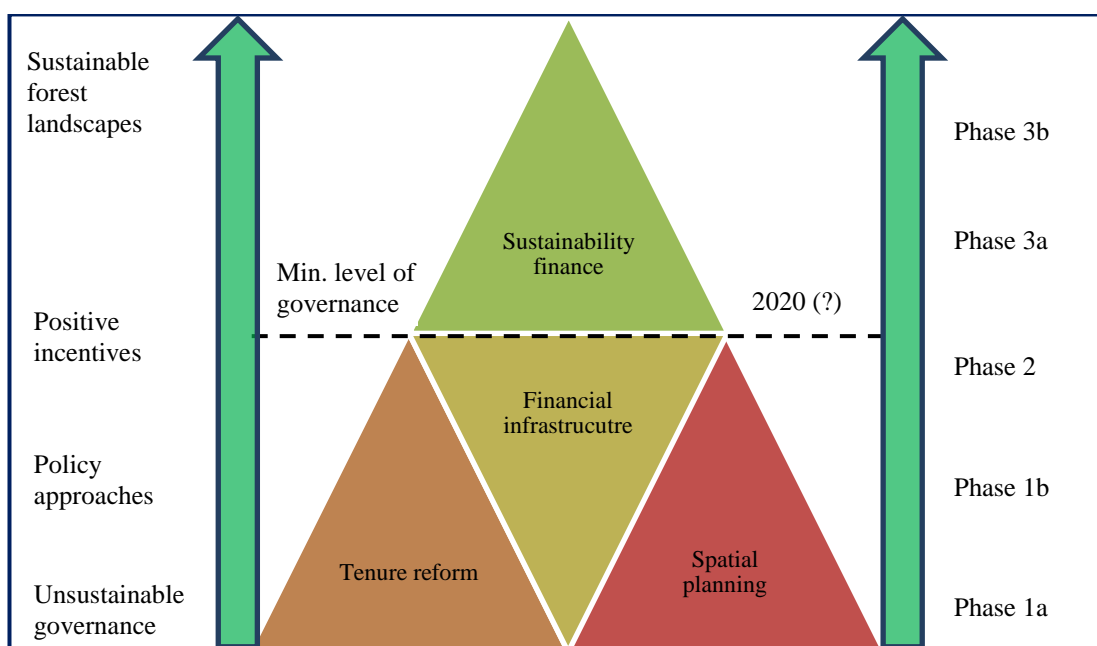 Sustainable
forest
landscapes
Positive
incentives
Policy
approaches
Unsustainable
governance
Min. level of
governance
Sustainability
finance
2020 (?)
Financial
infrastrucutre
Tenure reform
Spatial
planning
Phase 3b
Phase 3a
Phase 2
Phase 1b
Phase 1a